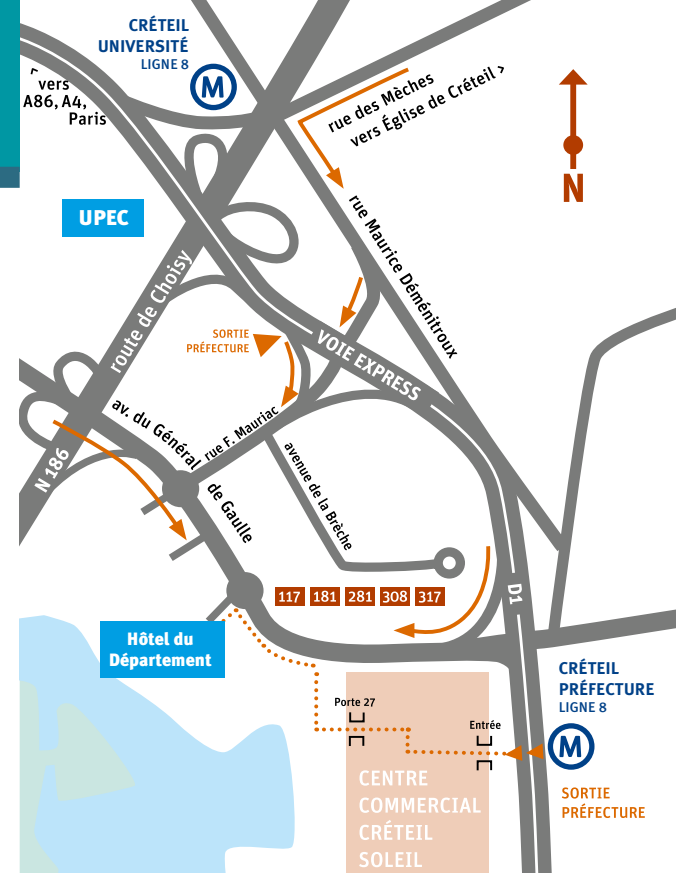 CRÉTEIL
UNIVERSITÉ
LIGNE 8
M
vers
A86, A4,
Paris
rue des Mèches
vers Église de Créteil >
N
UPEC
rue Maurice Déménitroux
route de Choisy
SORTIE
PRÉFECTURE
VOIE EXPRESS
av. du Général
de Gaulle
rue F. Mauriac
N 186
avenue de la Brèche
117 181 281 308 317
D1
Hôtel du
Département
CRÉTEIL
PRÉFECTURE
LIGNE 8
M
Porte 27
Entrée
SORTIE
PRÉFECTURE
CENTRE
COMMERCIAL
CRÉTEIL
SOLEIL